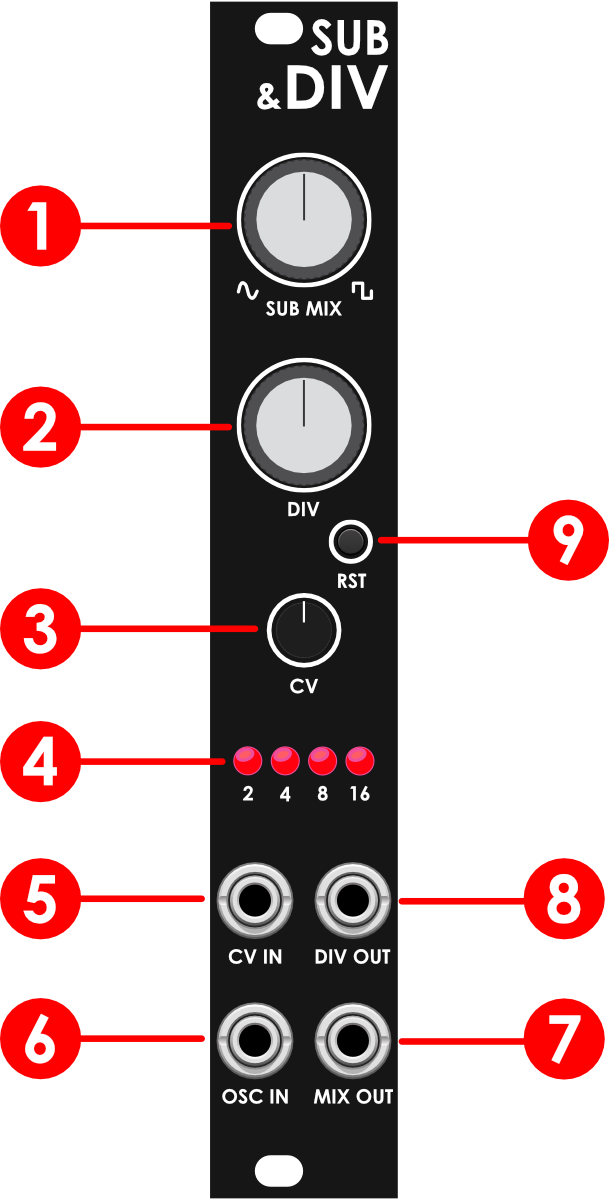 SUB
&DIV
1
SUB MIX
2
DIV
9
RST
3
CV
4
2 4 8 16
5
8
CV IN DIV OUT
6
7
OSC IN MIX OUT